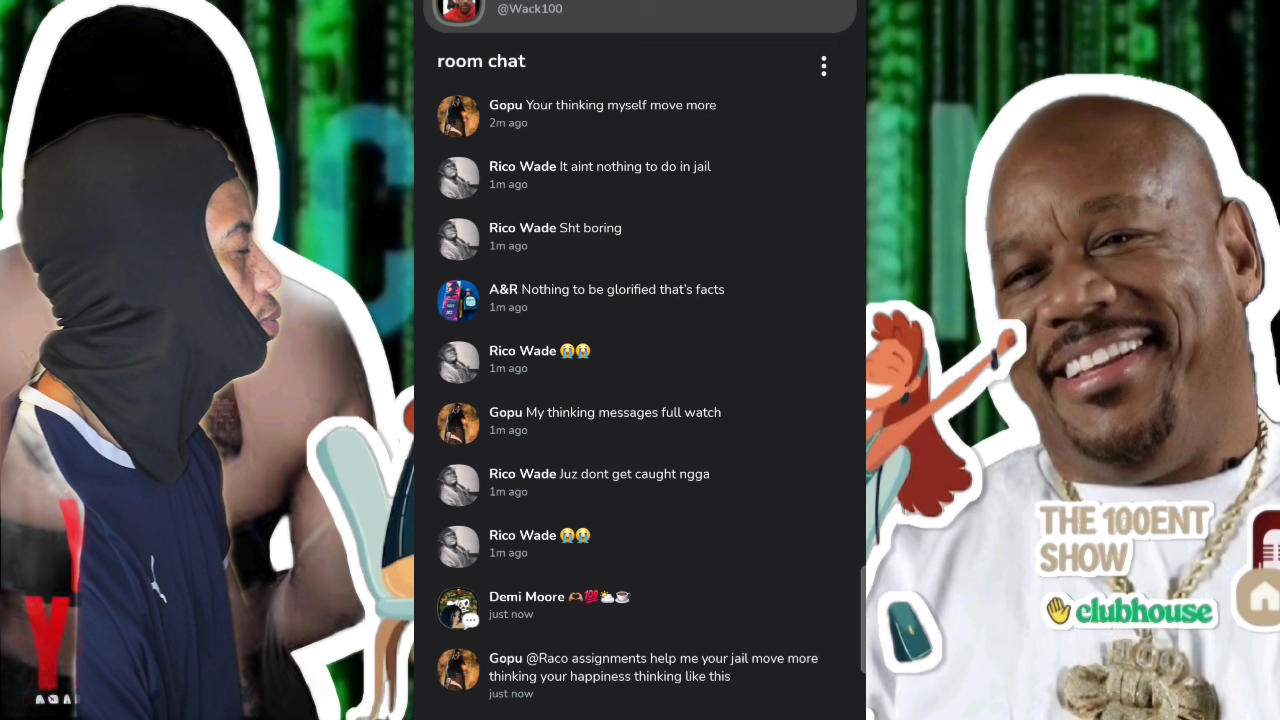 @Wack100
room chat
Gopu Your thinking myself move more
2m ago
Rico Wade It aint nothing to do in jail
1m ago
Rico Wade Sht boring
1m ago
A&R Nothing to be glorified that's facts
1m ago
Rico Wade 😭😭
1m ago
Gopu My thinking messages full watch
1m ago
Rico Wade Juz dont get caught ngga
1m ago
Rico Wade 😭😭
1m ago
Demi Moore 🫶🏾💯⛅☕
just now
Gopu @Raco assignments help me your jail move more
thinking your happiness thinking like this
just now
THE 100ENT
SHOW
👋 clubhouse